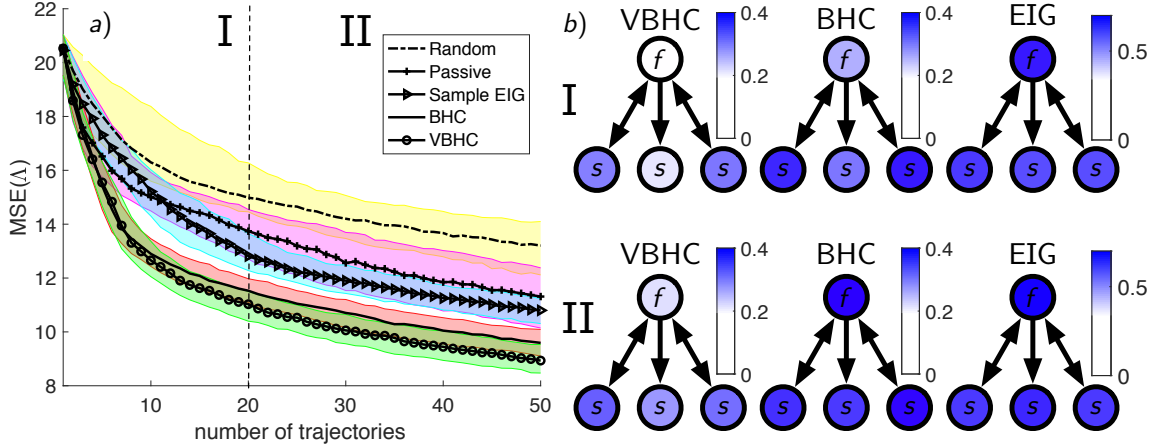 a)
I
II
Random
Passive
Sample EIG
BHC
VBHC
MSE(Λ)
22
20
18
16
14
12
10
8
10 20 30 40 50
number of trajectories
b)
VBHC BHC EIG
I
0.4
0.2
0
0.4
0.2
0
0.5
0
f f f
s s s s s s s s s
VBHC BHC EIG
II
0.4
0.2
0
0.4
0.2
0
0.5
0
f f f
s s s s s s s s s